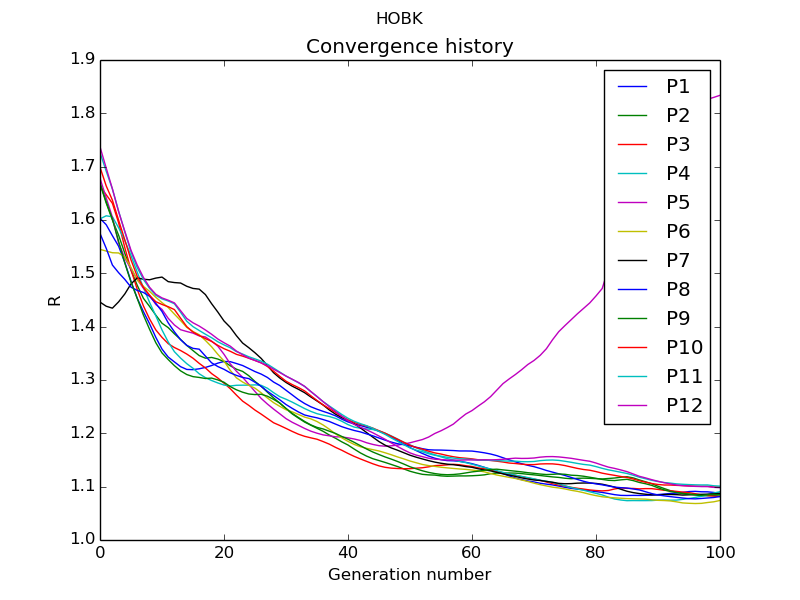 HOBK
Convergence history
1.9
1.8
1.7
1.6
1.5
1.4
1.3
1.2
1.1
1.0
R
P1
P2
P3
P4
P5
P6
P7
P8
P9
P10
P11
P12
0 20 40 60 80 100
Generation number